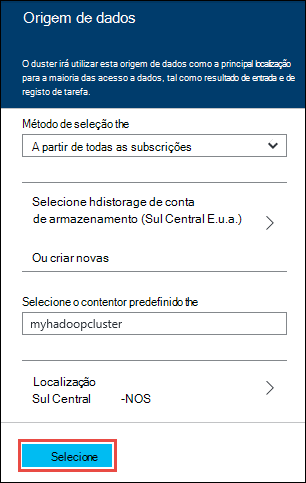 Origem de dados
O duster irá utilizar esta origem de dados como a principal localização
para a maioria das acesso a dados, tal como resultado de entrada e de
registo de tarefa.
Método de seleção the
A partir de todas as subscrições
Selecione hdistorage de conta
de armazenamento (Sul Central E.u.a.)
Ou criar novas
Selecione o contentor predefinido the
myhadoopcluster
Localização
Sul Central -NOS
Selecione